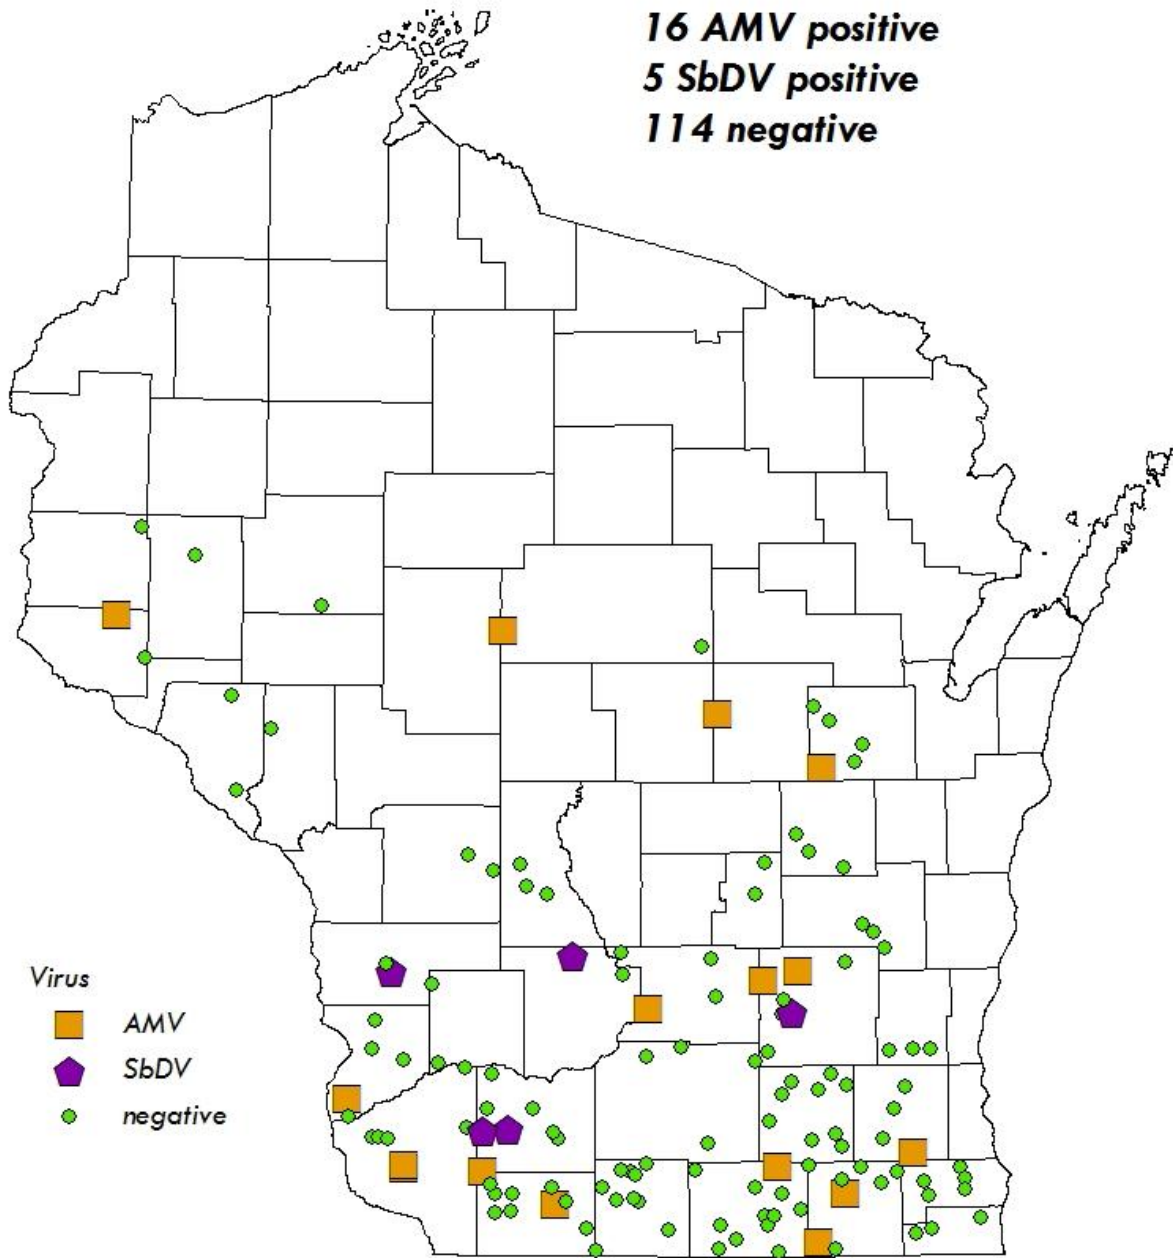 16 AMV positive
5 SbDV positive
114 negative
Virus
AMV
SbDV
negative